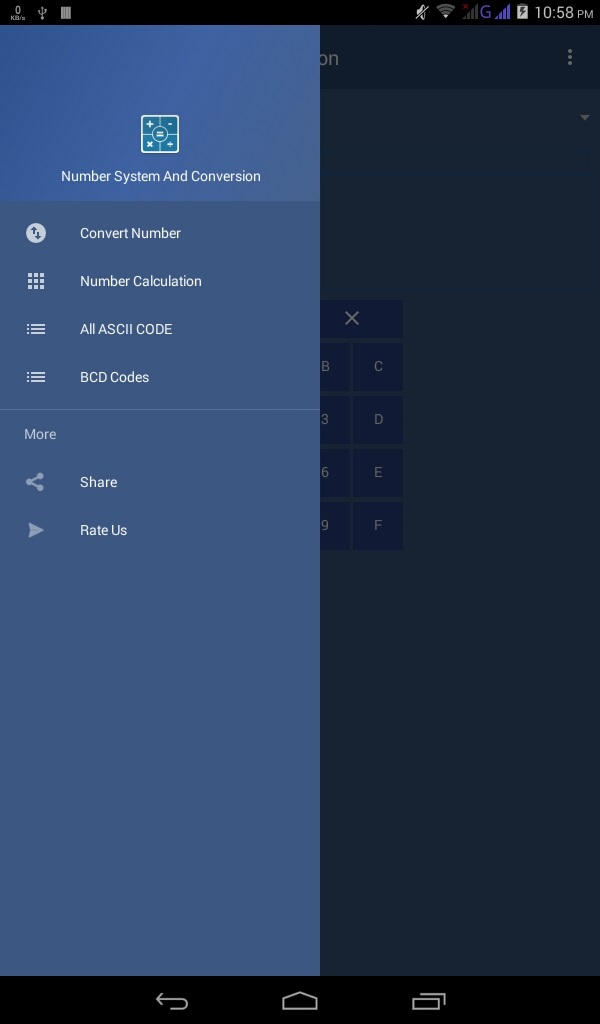 0
KB/s
G
10:58 PM
on
Number System And Conversion
Convert Number
Number Calculation
All ASCII CODE
BCD Codes
More
Share
Rate Us
B C
3 D
6 E
9 F